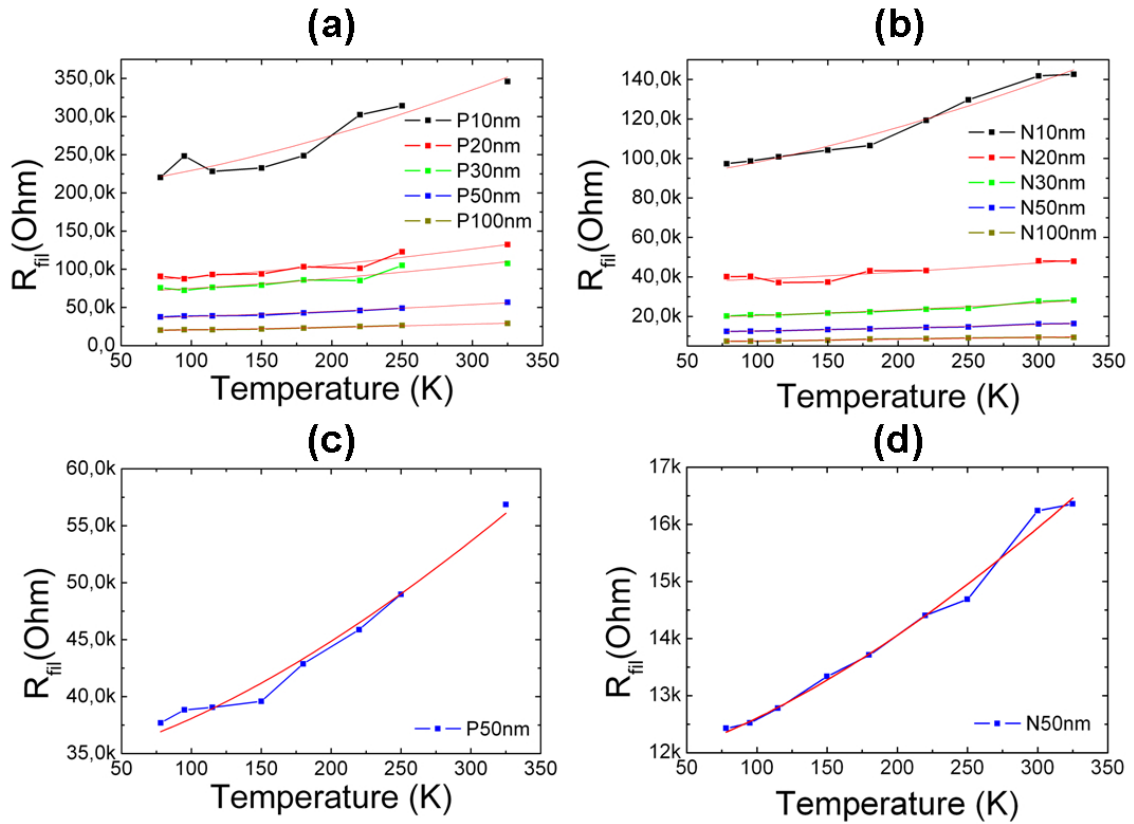 (a)
350,0k
300,0k
250,0k
200,0k
150,0k
100,0k
50,0k
0,0
R_fil(Ohm)
P10nm
P20nm
P30nm
P50nm
P100nm
50 100 150 200 250 300 350
Temperature (K)
(b)
140,0k
120,0k
100,0k
80,0k
60,0k
40,0k
20,0k
R_fil(Ohm)
N10nm
N20nm
N30nm
N50nm
N100nm
50 100 150 200 250 300 350
Temperature (K)
(c)
60,0k
55,0k
50,0k
45,0k
40,0k
35,0k
R_fil(Ohm)
P50nm
50 100 150 200 250 300 350
Temperature (K)
(d)
17k
16k
15k
14k
13k
12k
R_fil(Ohm)
N50nm
50 100 150 200 250 300 350
Temperature (K)